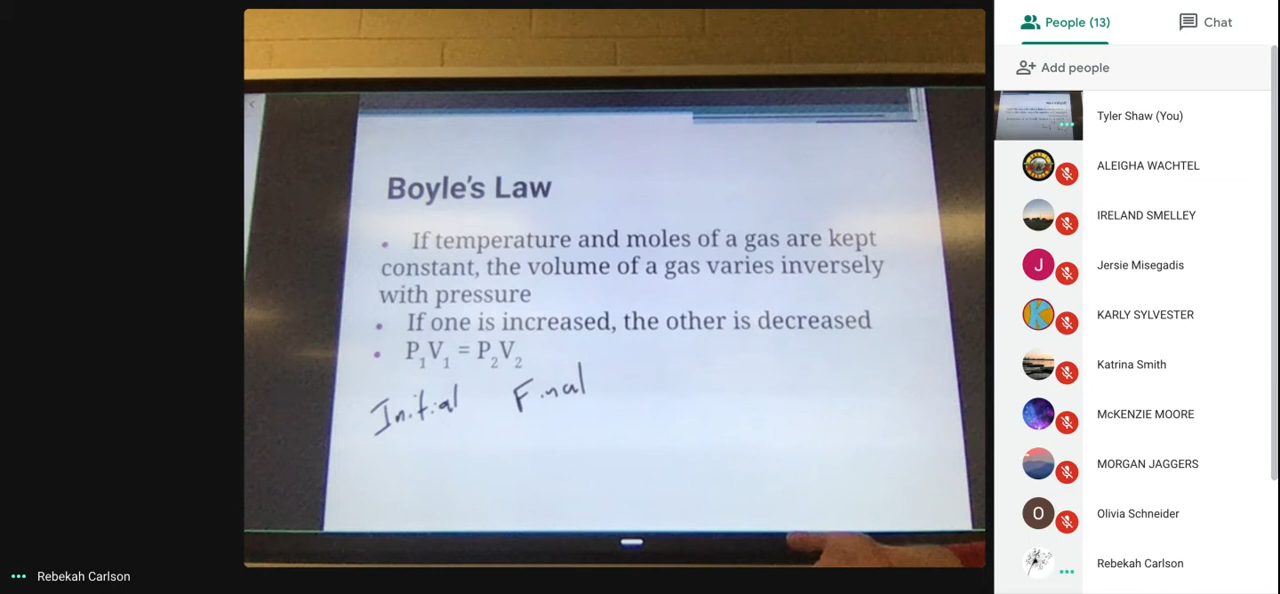 People (13)
Chat
Add people
Tyler Shaw (You)
ALEIGHA WACHTEL
IRELAND SMELLEY
J
Jersie Misegadis
KARLY SYLVESTER
Katrina Smith
McKENZIE MOORE
MORGAN JAGGERS
O
Olivia Schneider
Rebekah Carlson
Boyle's Law
• If temperature and moles of a gas are kept
constant, the volume of a gas varies inversely
with pressure
• If one is increased, the other is decreased
• P₁V₁ = P₂V₂
Initial Final
Rebekah Carlson